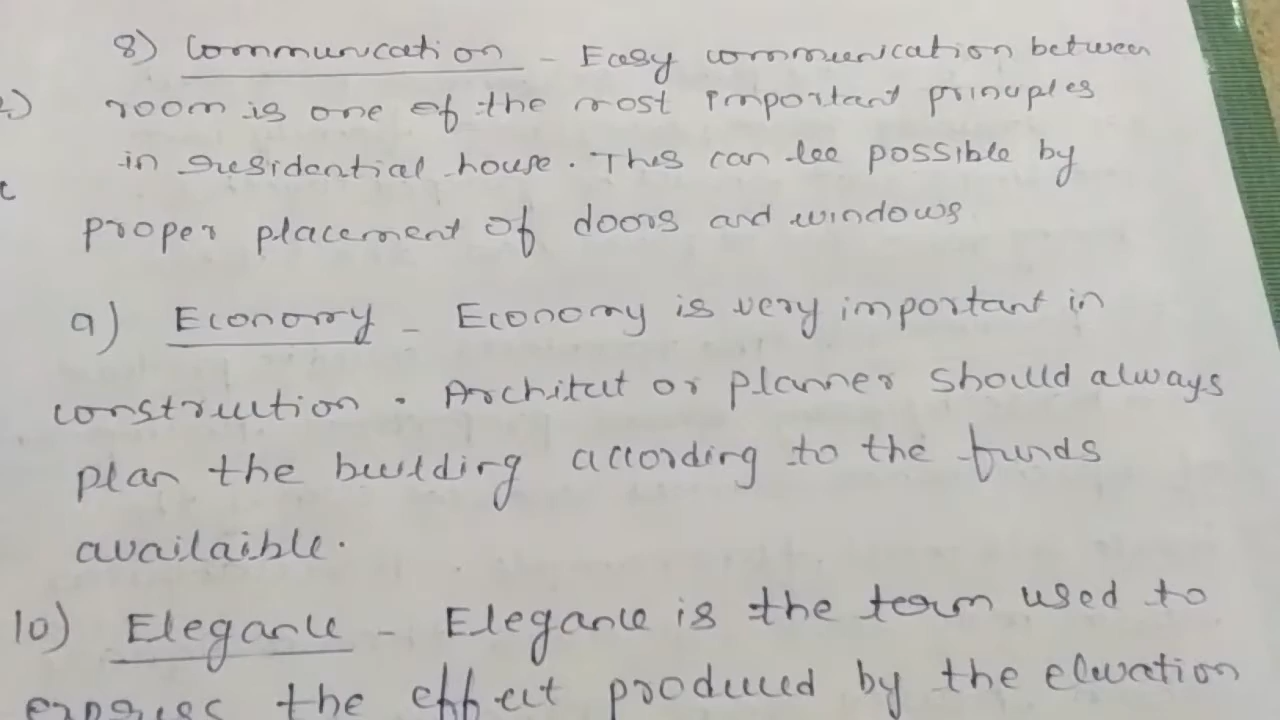 8) Communication - Easy communication between
room is one of the most important principles
in residential house. This can be possible by
proper placement of doors and windows
9) Economy - Economy is very important in
construction. Architect or planner should always
plan the building according to the funds
availaible.
10) Elegance - Elegance is the term used to
express the effect produced by the elevation